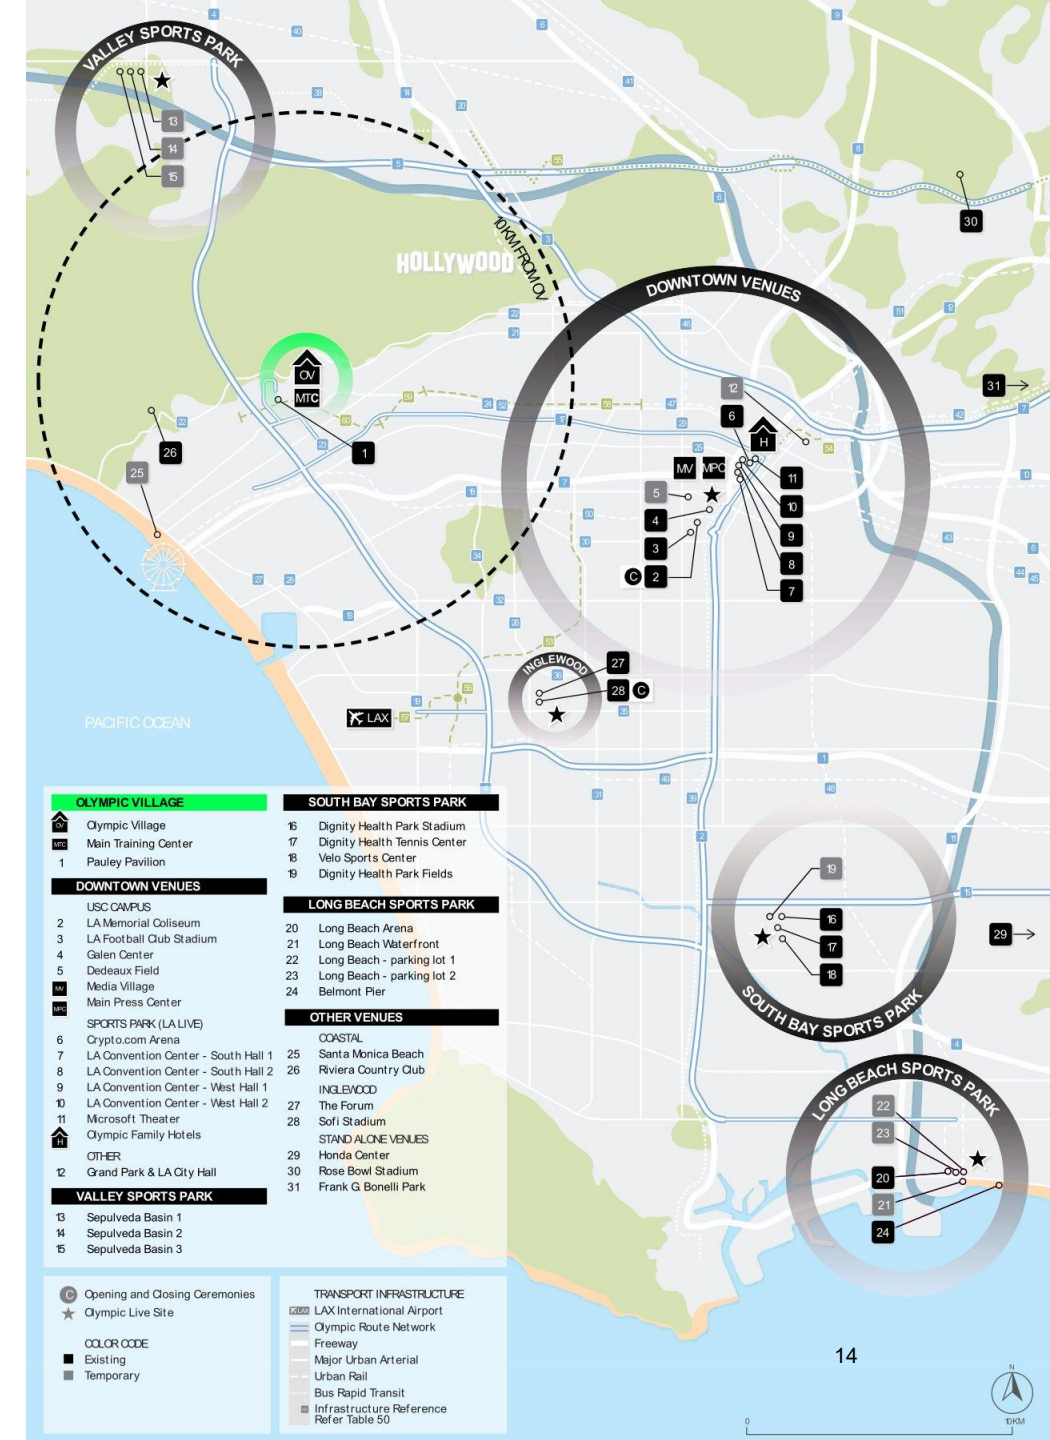 VALLEY SPORTS PARK
13
14
15
HOLLYWOOD
10 KM FROM OV
DOWNTOWN VENUES
30
31
OV
MTC
1
26
25
12
6
H
MV
MPC
5
4
3
C
2
11
10
9
8
7
INGLEWOOD
27
28
C
LAX
PACIFIC OCEAN
19
16
17
18
29
SOUTH BAY SPORTS PARK
LONG BEACH SPORTS PARK
22
23
20
21
24
OLYMPIC VILLAGE
OV Olympic Village
MTC Main Training Center
1 Pauley Pavilion
DOWNTOWN VENUES
USC CAMPUS
2 LA Memorial Coliseum
3 LA Football Club Stadium
4 Galen Center
5 Dedeaux Field
MV Media Village
MPC Main Press Center
SPORTS PARK (LA LIVE)
6 Crypto.com Arena
7 LA Convention Center - South Hall 1
8 LA Convention Center - South Hall 2
9 LA Convention Center - West Hall 1
10 LA Convention Center - West Hall 2
11 Microsoft Theater
H Olympic Family Hotels
OTHER
12 Grand Park & LA City Hall
VALLEY SPORTS PARK
13 Sepulveda Basin 1
14 Sepulveda Basin 2
15 Sepulveda Basin 3
SOUTH BAY SPORTS PARK
16 Dignity Health Park Stadium
17 Dignity Health Tennis Center
18 Velo Sports Center
19 Dignity Health Park Fields
LONG BEACH SPORTS PARK
20 Long Beach Arena
21 Long Beach Waterfront
22 Long Beach - parking lot 1
23 Long Beach - parking lot 2
24 Belmont Pier
OTHER VENUES
COASTAL
25 Santa Monica Beach
26 Riviera Country Club
INGLEWOOD
27 The Forum
28 Sofi Stadium
STAND ALONE VENUES
29 Honda Center
30 Rose Bowl Stadium
31 Frank G. Bonelli Park
C Opening and Closing Ceremonies
Olympic Live Site
COLOR CODE
Existing
Temporary
TRANSPORT INFRASTRUCTURE
LAX LAX International Airport
Olympic Route Network
Freeway
Major Urban Arterial
Urban Rail
Bus Rapid Transit
Infrastructure Reference
Refer Table 50
14
N
0 10KM